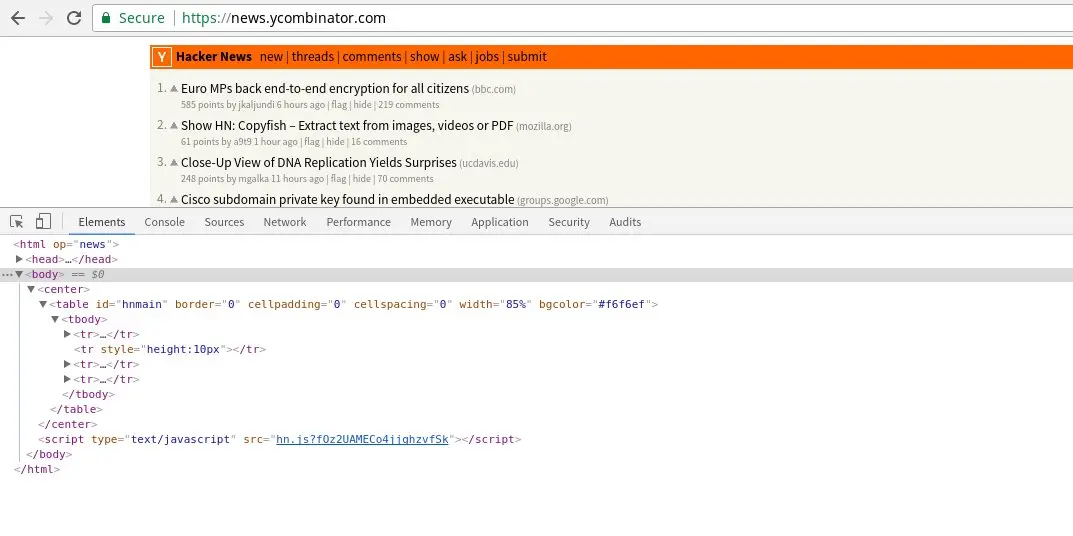 Secure https://news.ycombinator.com
Y Hacker News new | threads | comments | show | ask | jobs | submit
1. Euro MPs back end-to-end encryption for all citizens (bbc.com)
585 points by jkaljundi 6 hours ago | flag | hide | 219 comments
2. Show HN: Copyfish – Extract text from images, videos or PDF (mozilla.org)
61 points by a9t9 1 hour ago | flag | hide | 16 comments
3. Close-Up View of DNA Replication Yields Surprises (ucdavis.edu)
248 points by mgalka 11 hours ago | flag | hide | 70 comments
4. Cisco subdomain private key found in embedded executable (groups.google.com)
Elements Console Sources Network Performance Memory Application Security Audits
<html op="news">
<head>…</head>
<body> == $0
<center>
<table id="hnmain" border="0" cellpadding="0" cellspacing="0" width="85%" bgcolor="#f6f6ef">
<tbody>
<tr>…</tr>
<tr style="height:10px"></tr>
<tr>…</tr>
<tr>…</tr>
</tbody>
</table>
</center>
<script type="text/javascript" src="hn.js?fOz2UAMECo4jjghzvfSk"></script>
</body>
</html>